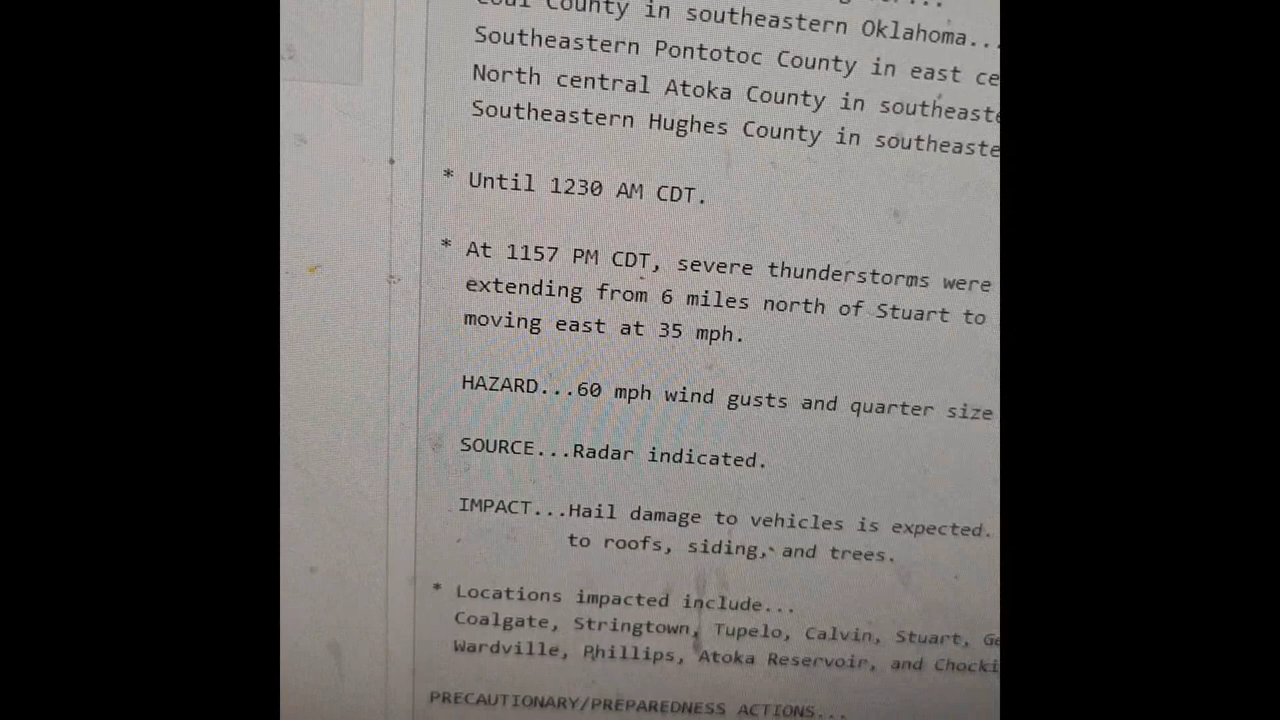 County in southeastern Oklahoma...
Southeastern Pontotoc County in east ce
North central Atoka County in southeaste
Southeastern Hughes County in southeaste
* Until 1230 AM CDT.
* At 1157 PM CDT, severe thunderstorms were
extending from 6 miles north of Stuart to
moving east at 35 mph.
HAZARD...60 mph wind gusts and quarter size
SOURCE...Radar indicated.
IMPACT...Hail damage to vehicles is expected.
to roofs, siding, and trees.
* Locations impacted include...
Coalgate, Stringtown, Tupelo, Calvin, Stuart, Ge
Wardville, Phillips, Atoka Reservoir, and Chocki
PRECAUTIONARY/PREPAREDNESS ACTIONS...